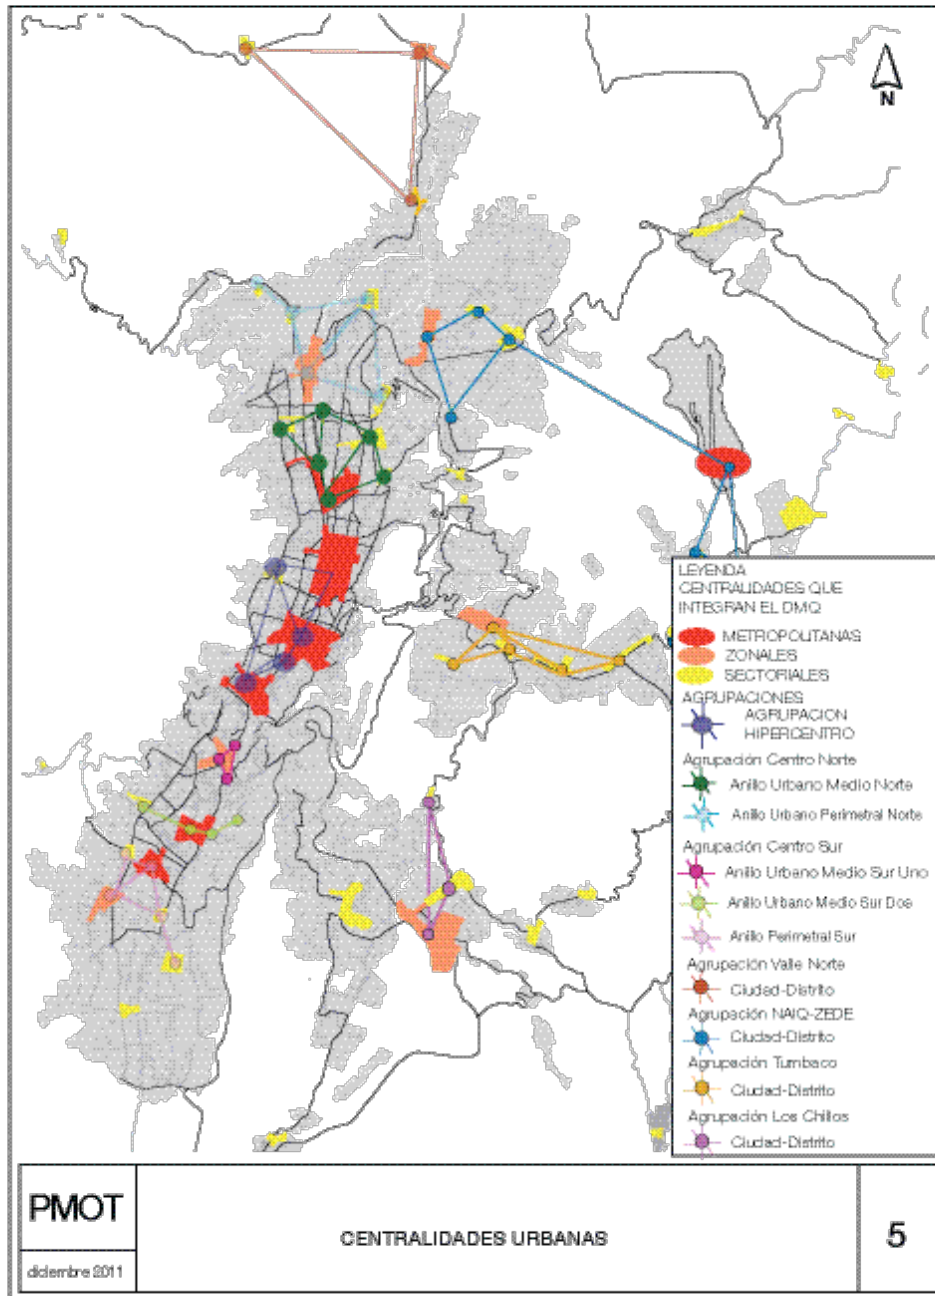 N
LEYENDA
CENTRALIDADES QUE
INTEGRAN EL DMQ
METROPOLITANAS
ZONALES
SECTORIALES
AGRUPACIONES
AGRUPACION
HIPERCENTRO
Agrupación Centro Norte
Anillo Urbano Medio Norte
Anillo Urbano Perimetral Norte
Agrupación Centro Sur
Anillo Urbano Medio Sur Uno
Anillo Urbano Medio Sur Dos
Anillo Perimetral Sur
Agrupación Valle Norte
Ciudad-Distrito
Agrupación NAIQ-ZEDE
Ciudad-Distrito
Agrupación Tumbaco
Ciudad-Distrito
Agrupación Los Chillos
Ciudad-Distrito
PMOT
diciembre 2011
CENTRALIDADES URBANAS
5